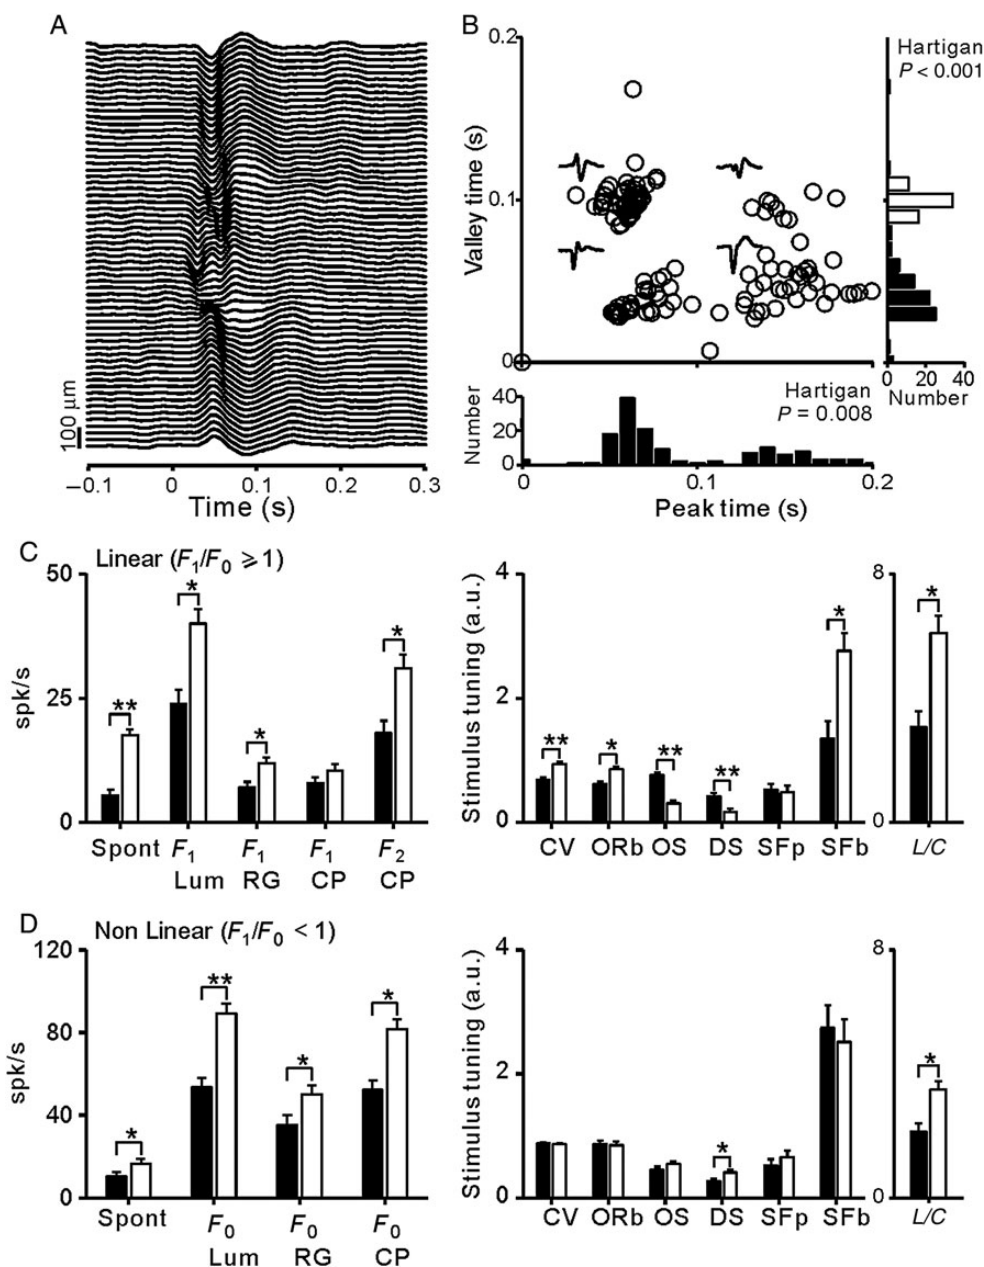 A
100 μm
−0.1 0 0.1 0.2 0.3
Time (s)
B
0.2
0.1
0
Valley time (s)
Hartigan
P < 0.001
0 20 40
Number
Hartigan
P = 0.008
40
20
0
Number
0 0.1 0.2
Peak time (s)
C
Linear (F1/F0 ⩾ 1)
50
25
0
spk/s
** * * *
Spont F1 F1 F1 F2
Lum RG CP CP
4
2
0
Stimulus tuning (a.u.)
** * ** ** *
CV ORb OS DS SFp SFb
8
0
*
L/C
D
Non Linear (F1/F0 < 1)
120
80
40
0
spk/s
* ** * *
Spont F0 F0 F0
Lum RG CP
4
2
0
Stimulus tuning (a.u.)
*
CV ORb OS DS SFp SFb
8
0
*
L/C